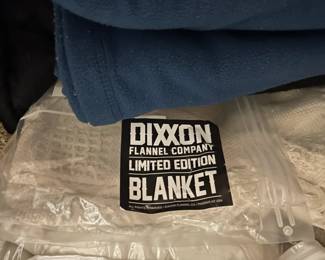 DIXXON
FLANNEL COMPANY
LIMITED EDITION
BLANKET